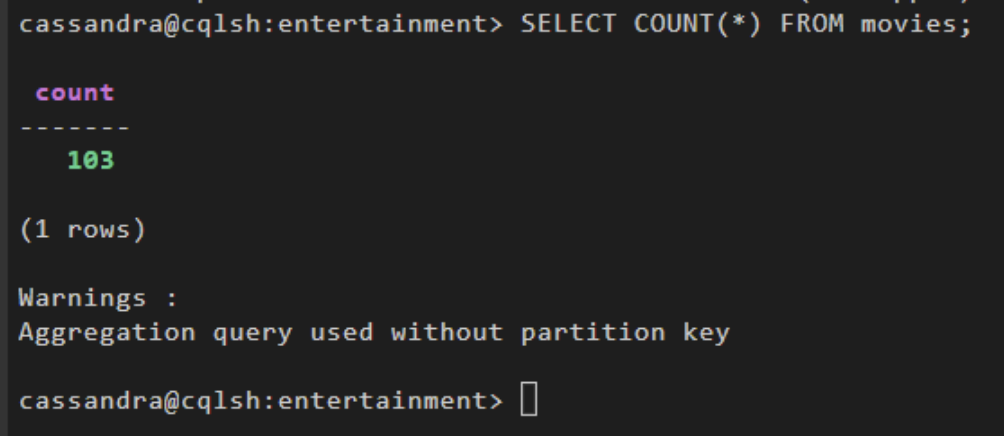 cassandra@cqlsh:entertainment> SELECT COUNT(*) FROM movies;
count
-------
103
(1 rows)
Warnings :
Aggregation query used without partition key
cassandra@cqlsh:entertainment>